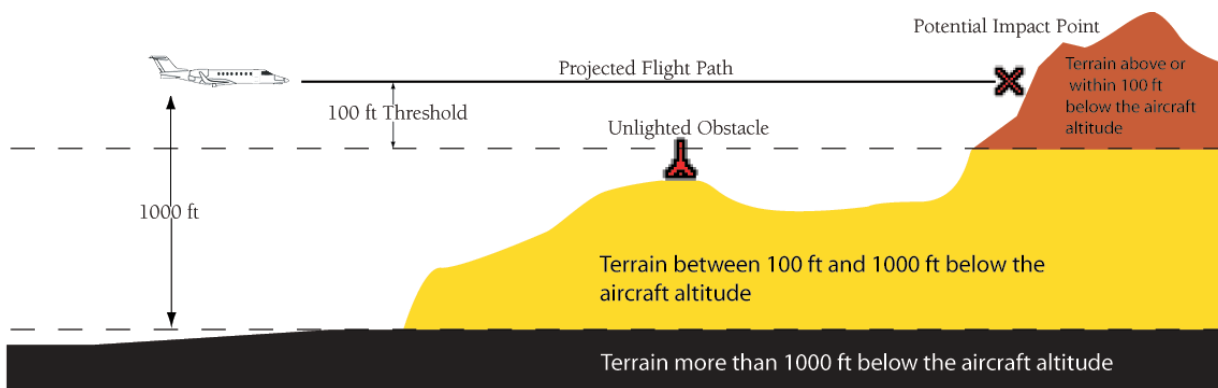 Potential Impact Point
Projected Flight Path
Terrain above or
within 100 ft
below the aircraft
altitude
100 ft Threshold
Unlighted Obstacle
1000 ft
Terrain between 100 ft and 1000 ft below the
aircraft altitude
Terrain more than 1000 ft below the aircraft altitude